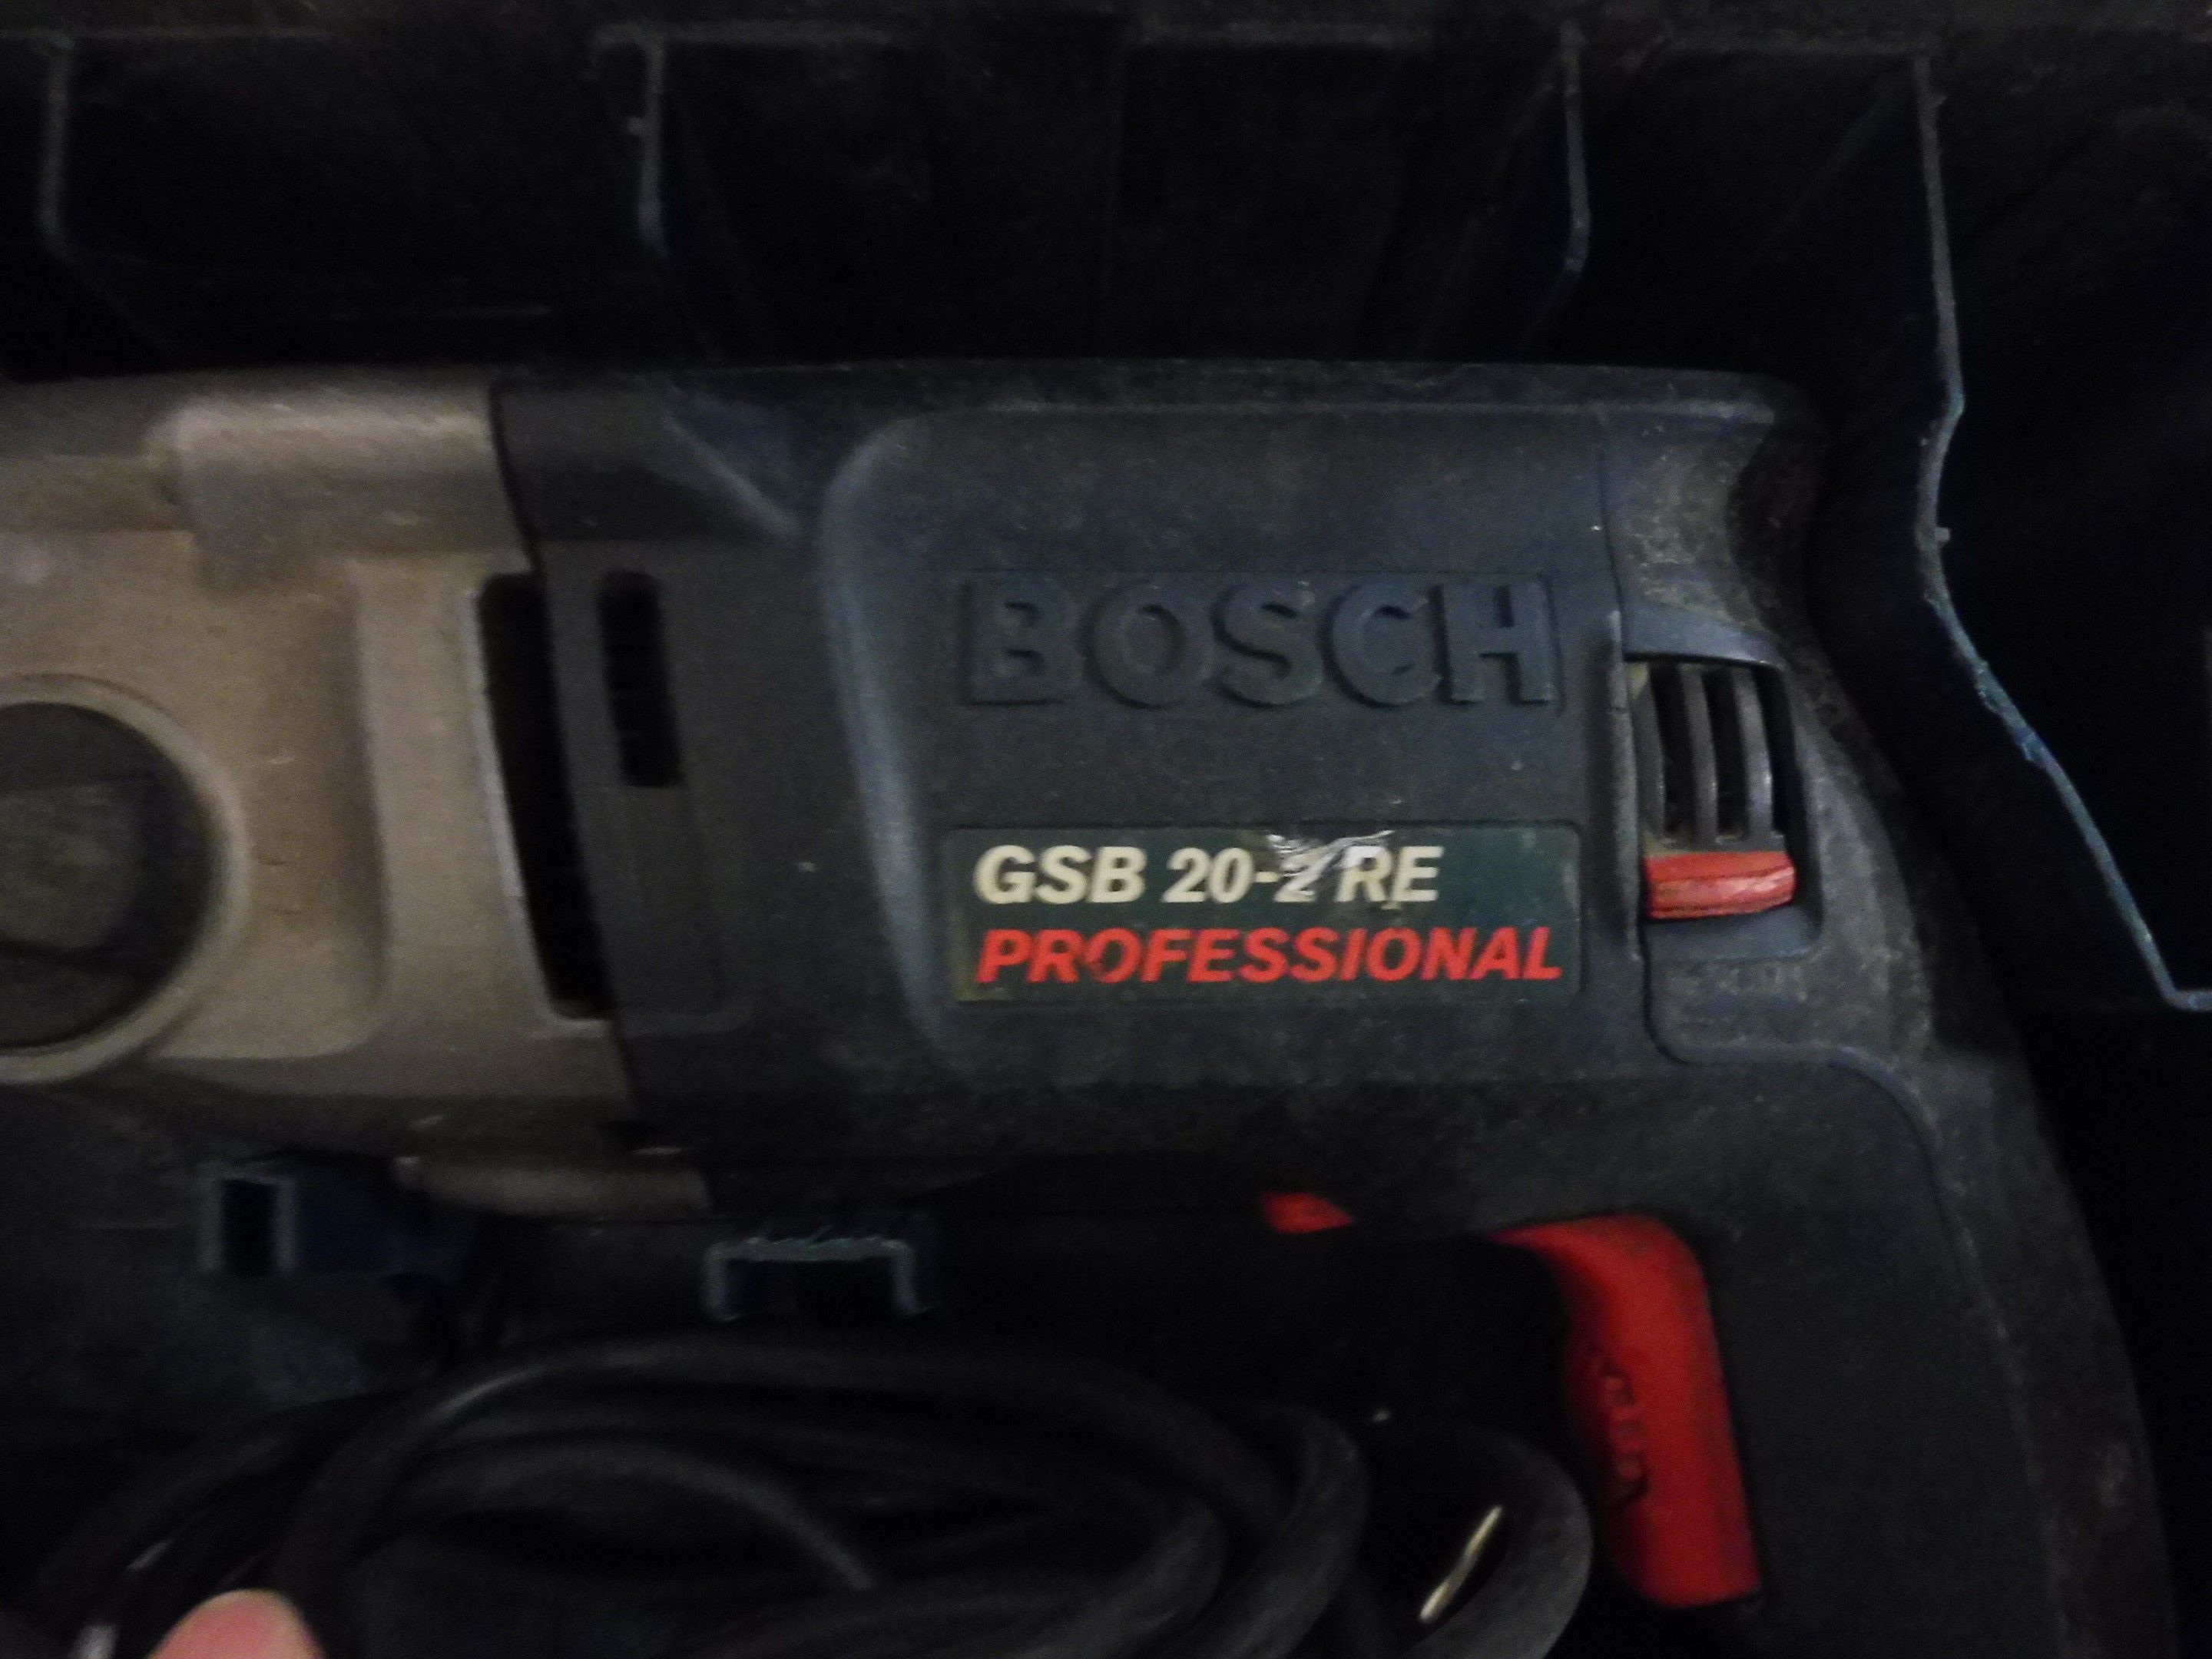 BOSCH
GSB 20-2 RE
PROFESSIONAL